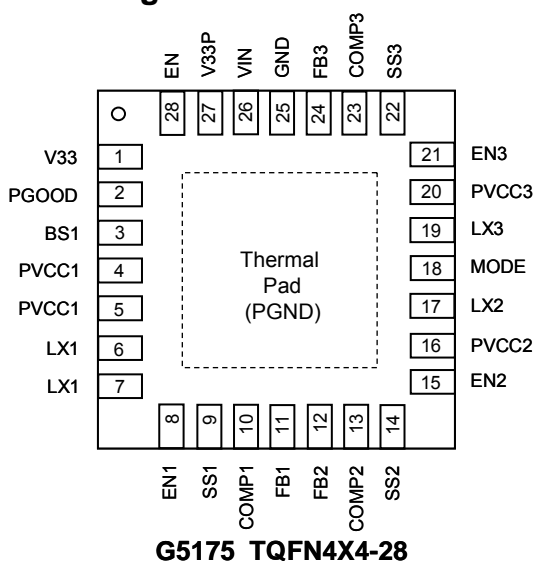 g
EN
V33P
VIN
GND
FB3
COMP3
SS3
28
27
26
25
24
23
22
V33 1
PGOOD 2
BS1 3
PVCC1 4
PVCC1 5
LX1 6
LX1 7
21 EN3
20 PVCC3
19 LX3
18 MODE
17 LX2
16 PVCC2
15 EN2
Thermal
Pad
(PGND)
8
9
10
11
12
13
14
EN1
SS1
COMP1
FB1
FB2
COMP2
SS2
G5175 TQFN4X4-28